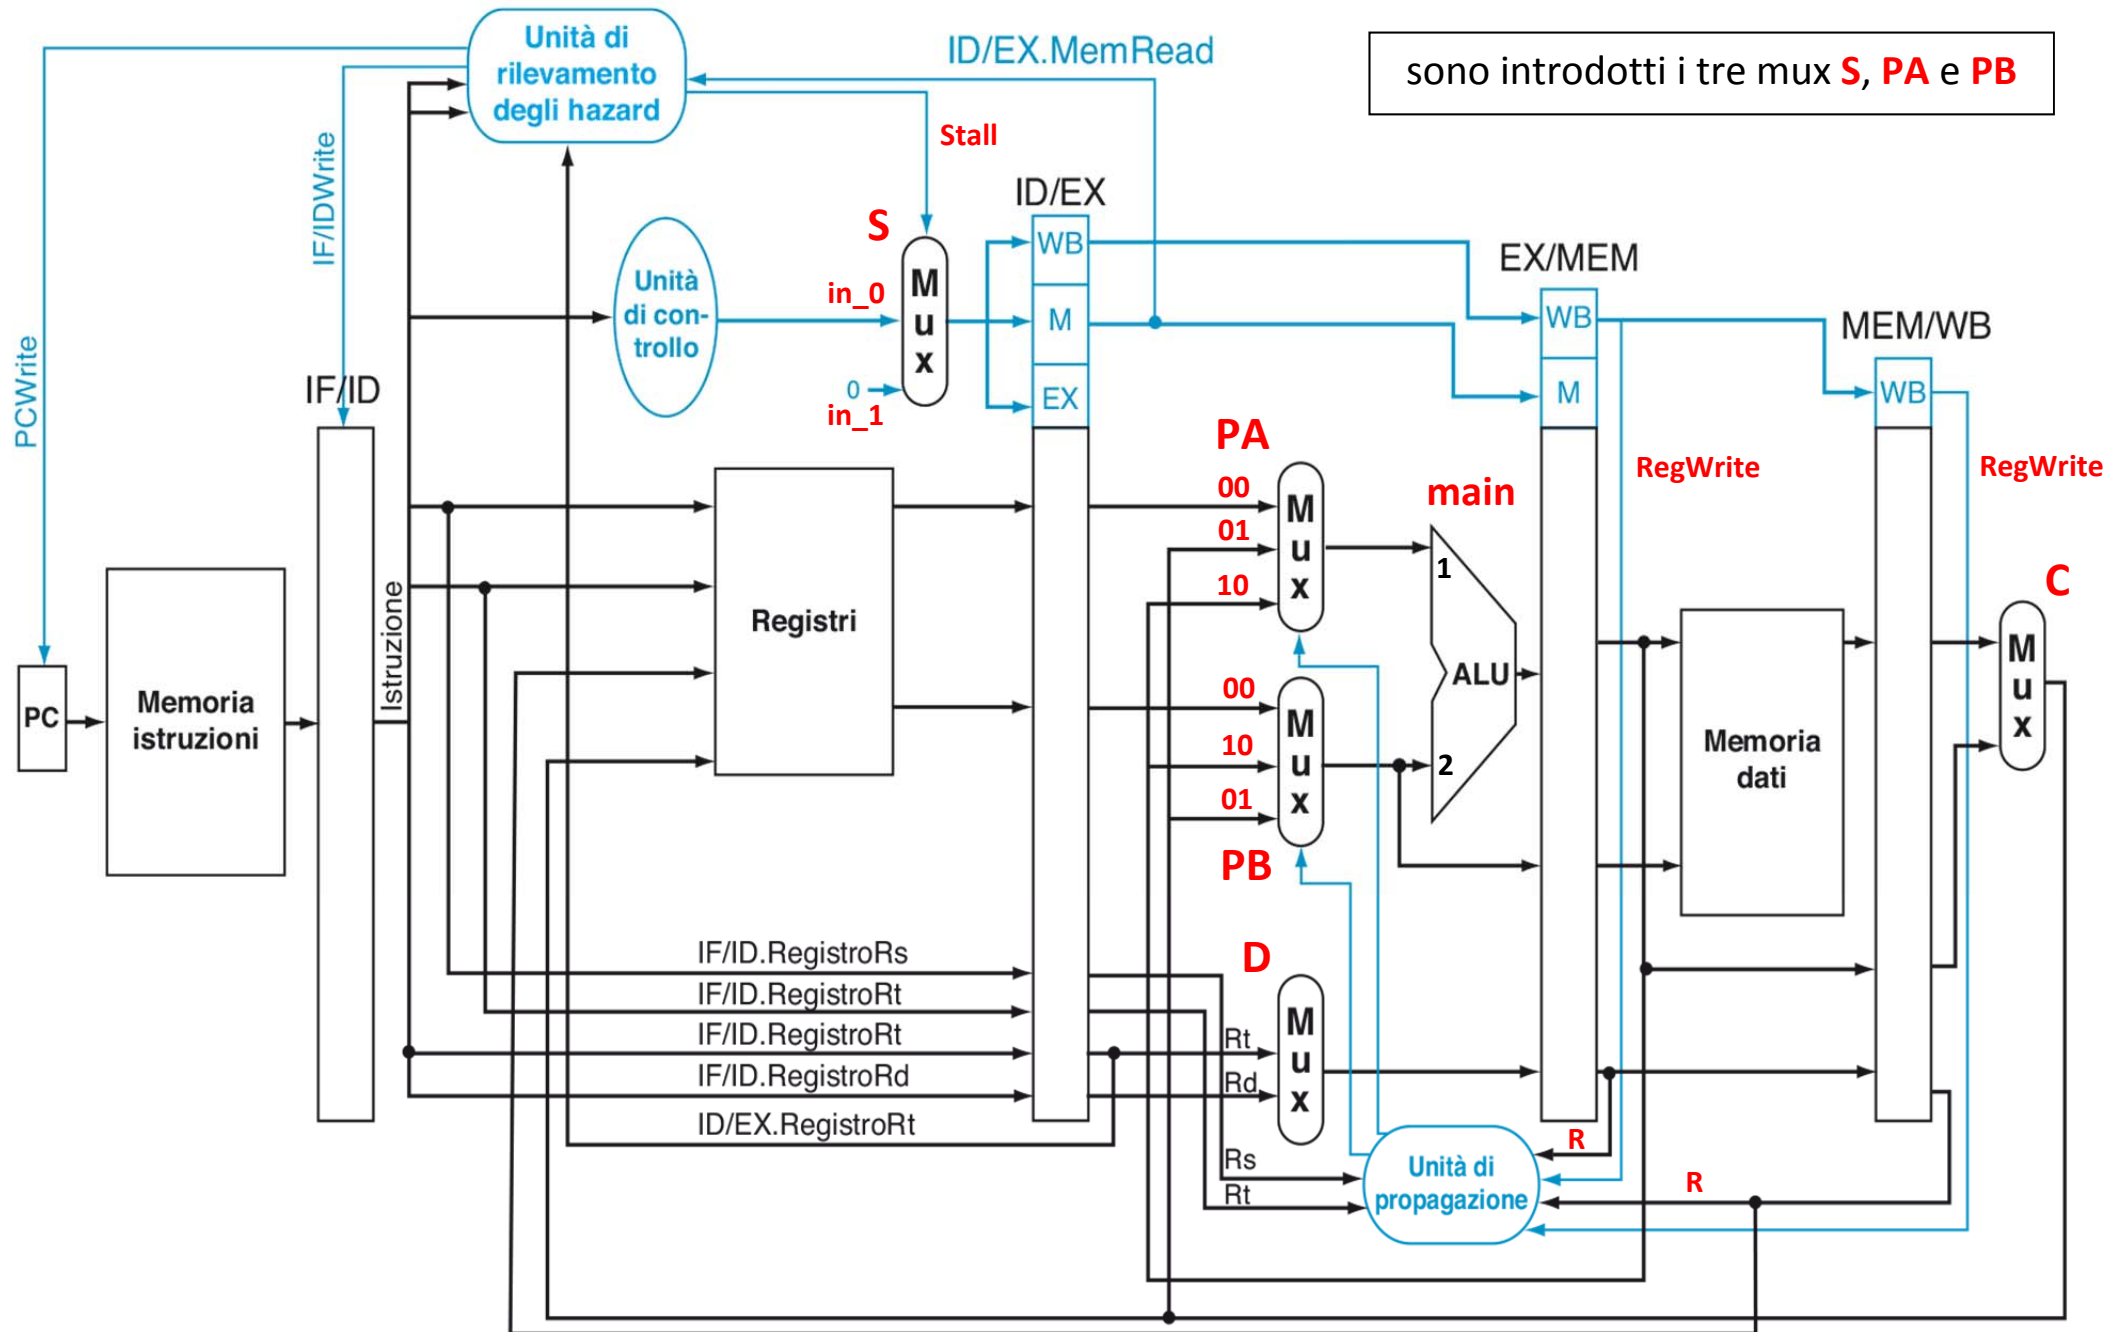 Unità di
rilevamento
degli hazard
ID/EX.MemRead
sono introdotti i tre mux S, PA e PB
Stall
IF/IDWrite
PCWrite
ID/EX
S
in_0
Unità
di con-
trollo
M
u
x
0
in_1
WB
M
EX
EX/MEM
WB
M
MEM/WB
WB
IF/ID
RegWrite
RegWrite
PA
00
01
10
M
u
x
main
1
ALU
2
Istruzione
PC
Memoria
istruzioni
Registri
00
10
01
M
u
x
PB
Memoria
dati
C
M
u
x
D
M
u
x
IF/ID.RegistroRs
IF/ID.RegistroRt
IF/ID.RegistroRt
IF/ID.RegistroRd
ID/EX.RegistroRt
Rt
Rd
Rs
Rt
Unità di
propagazione
R
R